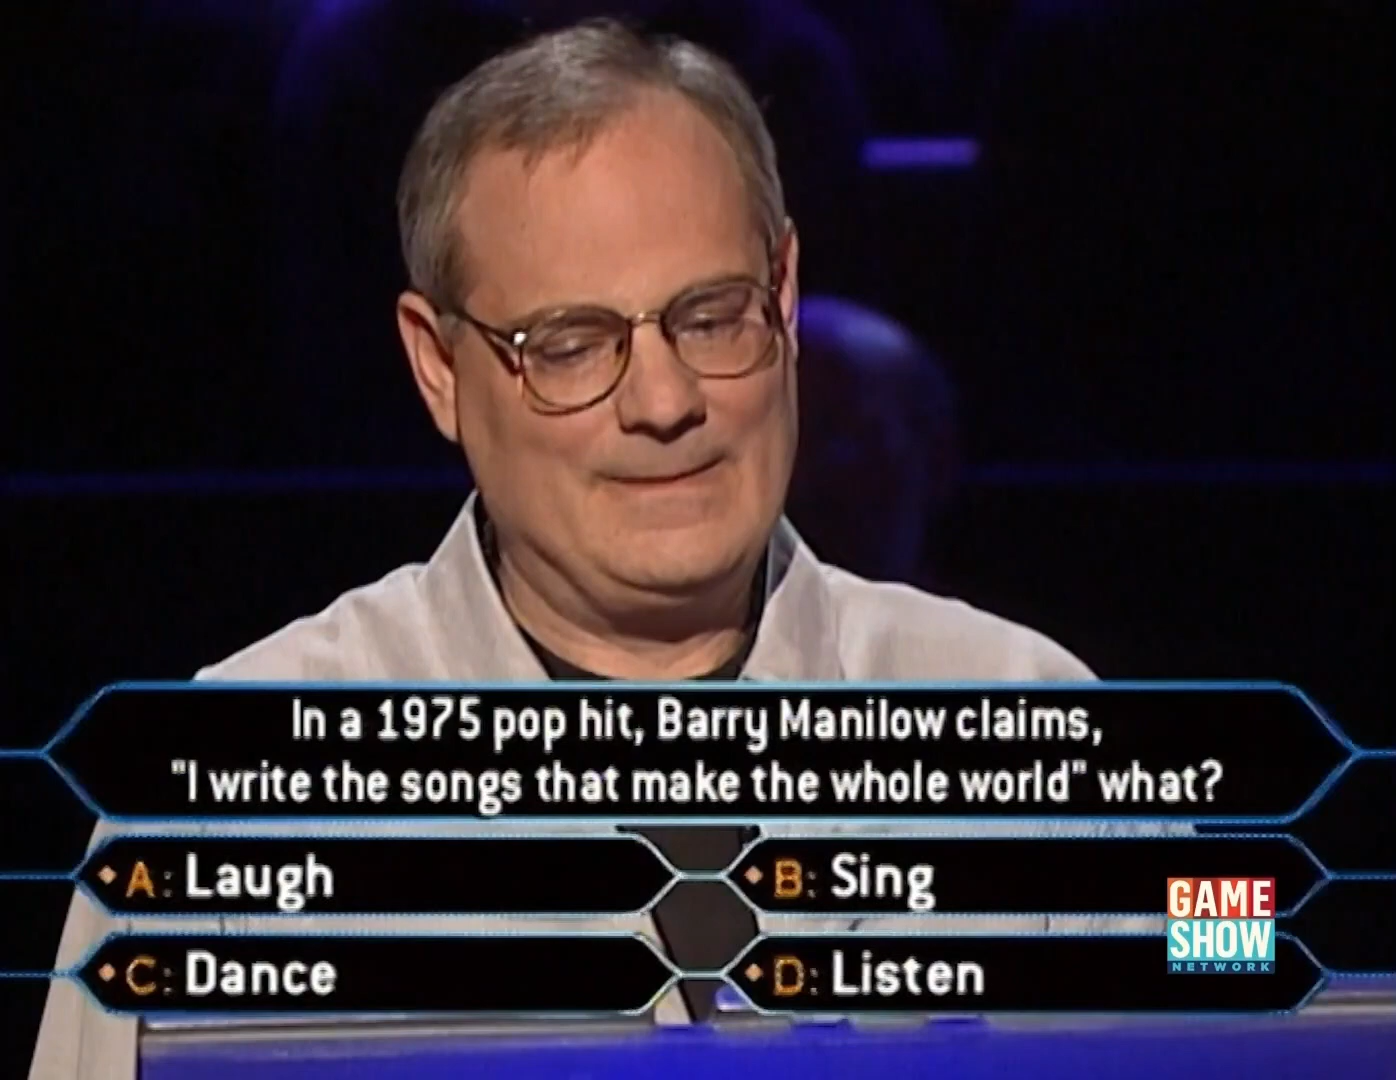 In a 1975 pop hit, Barry Manilow claims,
"I write the songs that make the whole world" what?
A: Laugh
B: Sing
C: Dance
D: Listen
GAME
SHOW
NETWORK